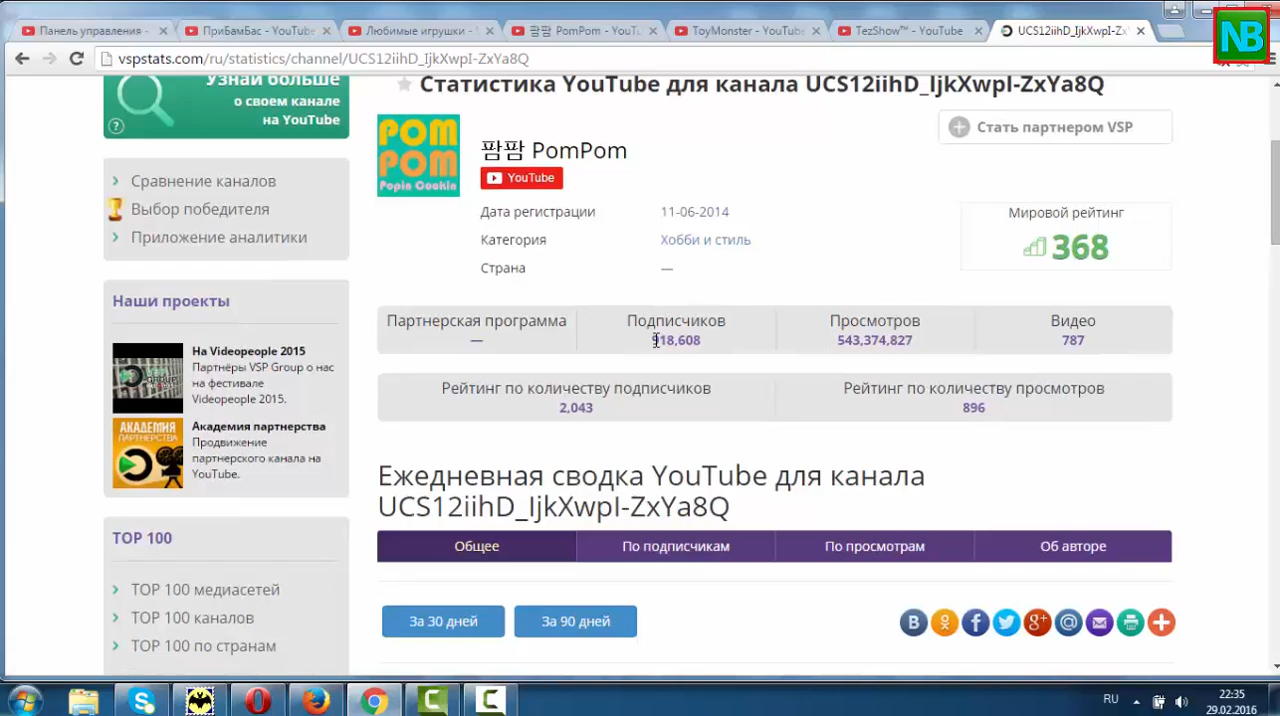 Панель управления -
ПриБамБас - YouTube
Любимые игрушки -
팜팜 PomPom - YouTu
ToyMonster - YouTube
TezShow™ - YouTube
UCS12iihD_IjkXwpI-Zx
NB
vspstats.com/ru/statistics/channel/UCS12iihD_IjkXwpI-ZxYa8Q
Узнай больше
о своем канале
на YouTube
?
Сравнение каналов
Выбор победителя
Приложение аналитики
Наши проекты
На Videopeople 2015
Партнёры VSP Group о нас
на фестивале
Videopeople 2015.
АКАДЕМИЯ
ПАРТНЕРСТВА
Академия партнерства
Продвижение
партнерского канала на
YouTube.
TOP 100
TOP 100 медиасетей
TOP 100 каналов
TOP 100 по странам
Статистика YouTube для канала UCS12iihD_IjkXwpI-ZxYa8Q
POM
POM
Popin Cookin
팜팜 PomPom
YouTube
Стать партнером VSP
Дата регистрации 11-06-2014
Категория Хобби и стиль
Страна —
Мировой рейтинг
368
Партнерская программа Подписчиков Просмотров Видео
— 918,608 543,374,827 787
Рейтинг по количеству подписчиков Рейтинг по количеству просмотров
2,043 896
Ежедневная сводка YouTube для канала
UCS12iihD_IjkXwpI-ZxYa8Q
Общее По подписчикам По просмотрам Об авторе
За 30 дней За 90 дней
RU
22:35
29.02.2016